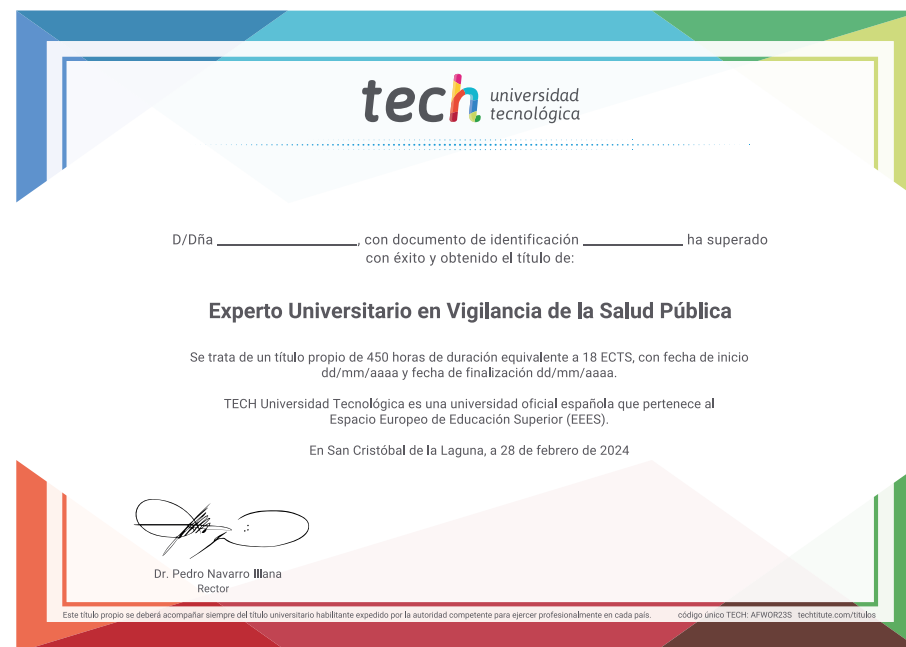 tech universidad
tecnológica
D/Dña ____________________, con documento de identificación ______________ ha superado
con éxito y obtenido el título de:
Experto Universitario en Vigilancia de la Salud Pública
Se trata de un título propio de 450 horas de duración equivalente a 18 ECTS, con fecha de inicio
dd/mm/aaaa y fecha de finalización dd/mm/aaaa.
TECH Universidad Tecnológica es una universidad oficial española que pertenece al
Espacio Europeo de Educación Superior (EEES).
En San Cristóbal de la Laguna, a 28 de febrero de 2024
Dr. Pedro Navarro Illana
Rector
Este título propio se deberá acompañar siempre del título universitario habilitante expedido por la autoridad competente para ejercer profesionalmente en cada país. código único TECH: AFWOR23S techtitute.com/titulos